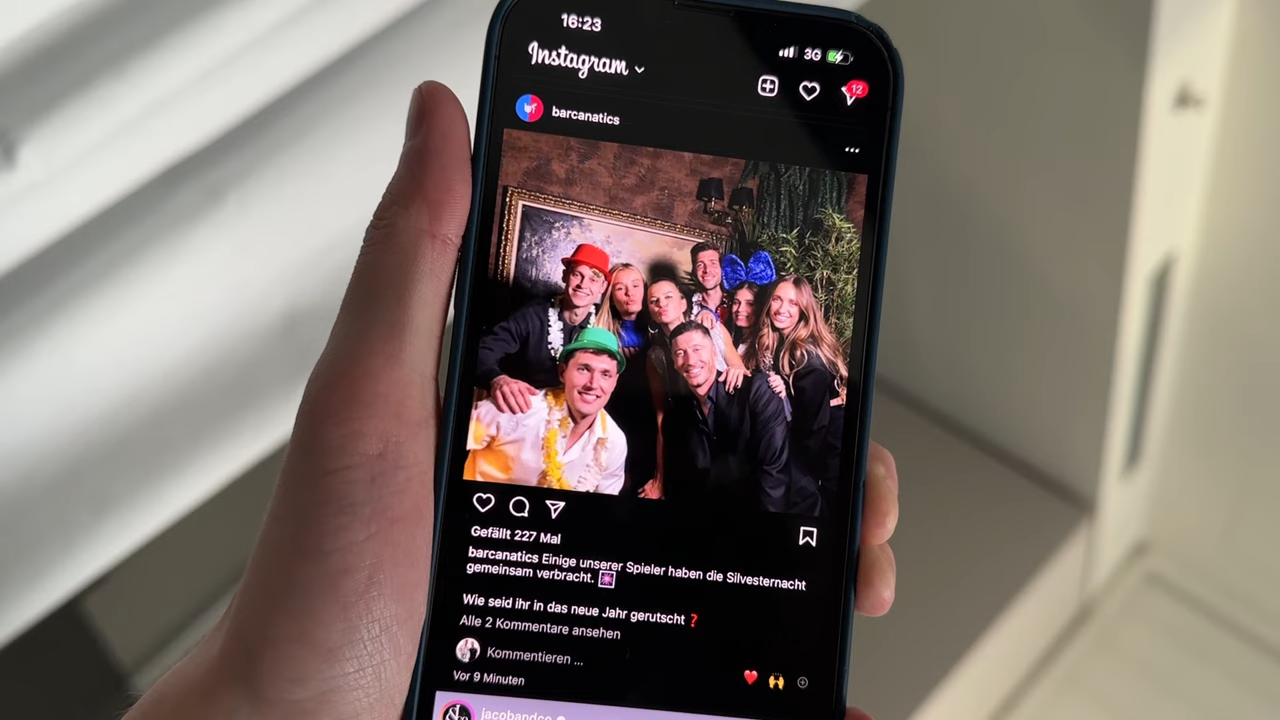 16:23
3G
Instagram
12
barcanatics
Gefällt 227 Mal
barcanatics Einige unserer Spieler haben die Silvesternacht
gemeinsam verbracht.
Wie seid ihr in das neue Jahr gerutscht ❓
Alle 2 Kommentare ansehen
Kommentieren ...
Vor 9 Minuten
jacobandco